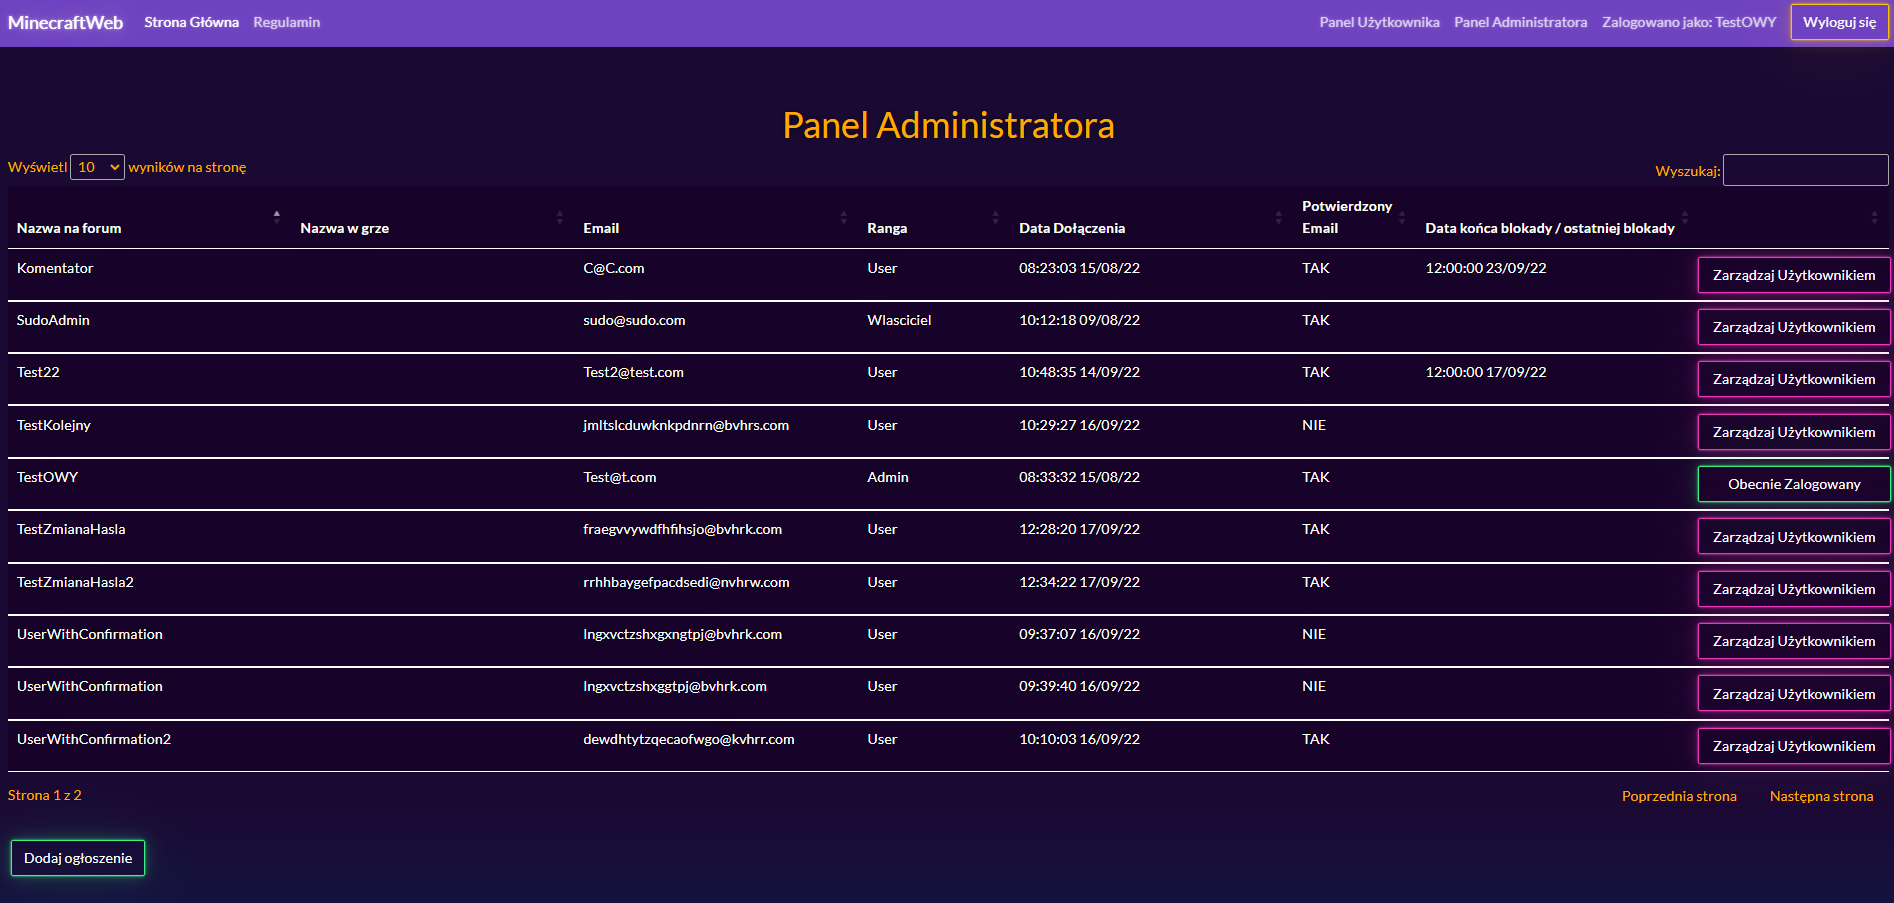 MinecraftWeb Strona Główna Regulamin Panel Użytkownika Panel Administratora Zalogowano jako: TestOWY Wyloguj się
Panel Administratora
Wyświetl 10 wyników na stronę Wyszukaj:
Nazwa na forum Nazwa w grze Email Ranga Data Dołączenia Potwierdzony Email Data końca blokady / ostatniej blokady
Komentator C@C.com User 08:23:03 15/08/22 TAK 12:00:00 23/09/22 Zarządzaj Użytkownikiem
SudoAdmin sudo@sudo.com Wlasciciel 10:12:18 09/08/22 TAK Zarządzaj Użytkownikiem
Test22 Test2@test.com User 10:48:35 14/09/22 TAK 12:00:00 17/09/22 Zarządzaj Użytkownikiem
TestKolejny jmltslcduwknkpdnrn@bvhrs.com User 10:29:27 16/09/22 NIE Zarządzaj Użytkownikiem
TestOWY Test@t.com Admin 08:33:32 15/08/22 TAK Obecnie Zalogowany
TestZmianaHasla fraegvvywdfhfihsjo@bvhrk.com User 12:28:20 17/09/22 TAK Zarządzaj Użytkownikiem
TestZmianaHasla2 rrhhbaygefpacdsedi@nvhrw.com User 12:34:22 17/09/22 TAK Zarządzaj Użytkownikiem
UserWithConfirmation lngxvctzshxgxngtpj@bvhrk.com User 09:37:07 16/09/22 NIE Zarządzaj Użytkownikiem
UserWithConfirmation lngxvctzshxggtpj@bvhrk.com User 09:39:40 16/09/22 NIE Zarządzaj Użytkownikiem
UserWithConfirmation2 dewdhtytzqecaofwgo@kvhrr.com User 10:10:03 16/09/22 TAK Zarządzaj Użytkownikiem
Strona 1 z 2 Poprzednia strona Następna strona
Dodaj ogłoszenie